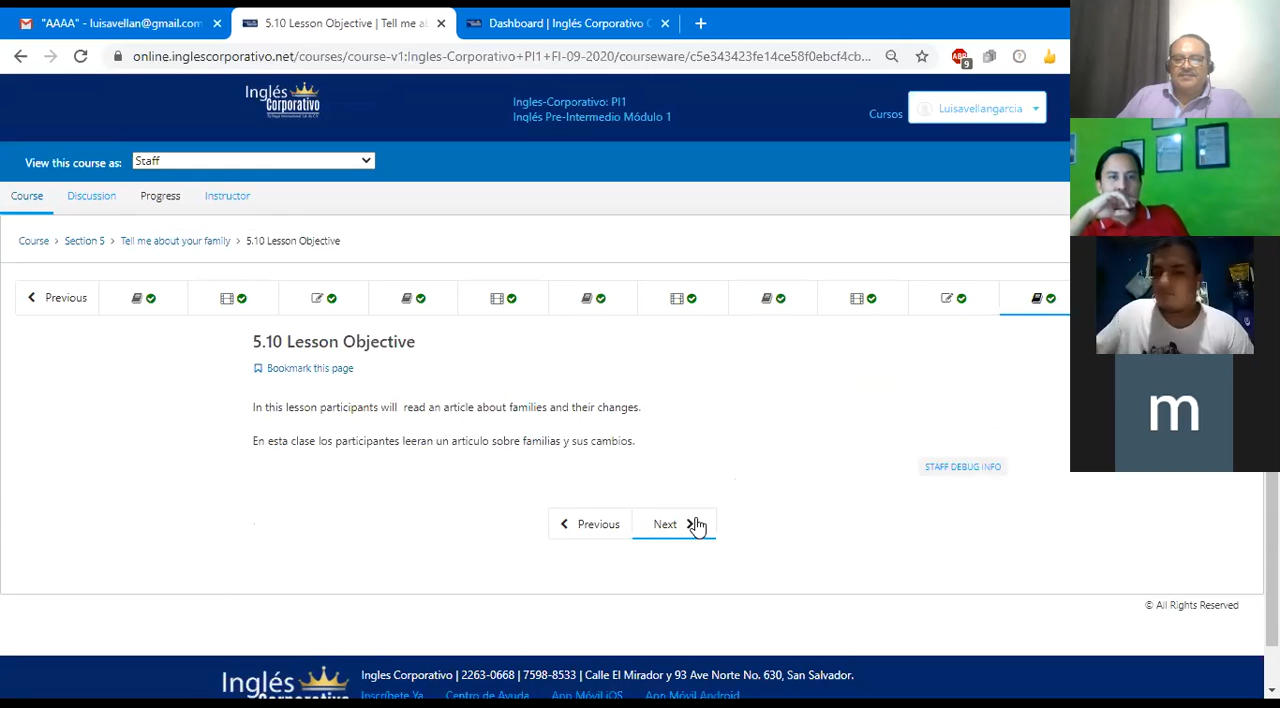 "AAAA" - luisavellan@gmail.com
5.10 Lesson Objective | Tell me ab
Dashboard | Inglés Corporativo C
online.inglescorporativo.net/courses/course-v1:Ingles-Corporativo+PI1+FI-09-2020/courseware/c5e343423fe14ce58f0ebcf4cb...
9
Inglés
Corporativo
Ingles-Corporativo: PI1
Inglés Pre-Intermedio Módulo 1
Cursos
Luisavellangarcia
View this course as: Staff
Course Discussion Progress Instructor
Course > Section 5 > Tell me about your family > 5.10 Lesson Objective
Previous
5.10 Lesson Objective
Bookmark this page
In this lesson participants will read an article about families and their changes.
En esta clase los participantes leeran un articulo sobre familias y sus cambios.
STAFF DEBUG INFO
Previous Next
m
© All Rights Reserved
Inglés
Ingles Corporativo | 2263-0668 | 7598-8533 | Calle El Mirador y 93 Ave Norte No. 630, San Salvador.
Inscríbete Ya Centro de Ayuda App Móvil iOS App Móvil Android